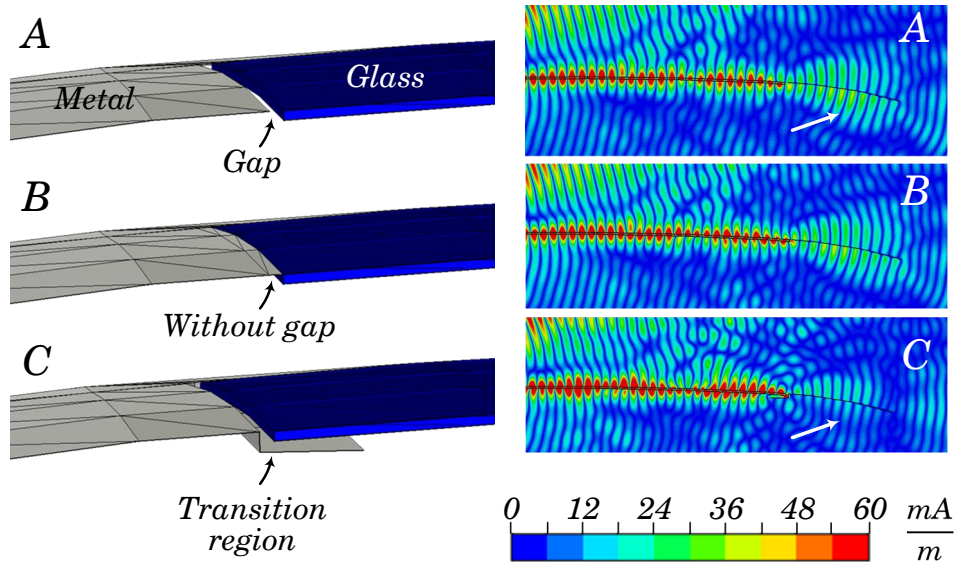 A
Metal
Glass
Gap
B
Without gap
C
Transition
region
A
B
C
0 12 24 36 48 60
mA
m